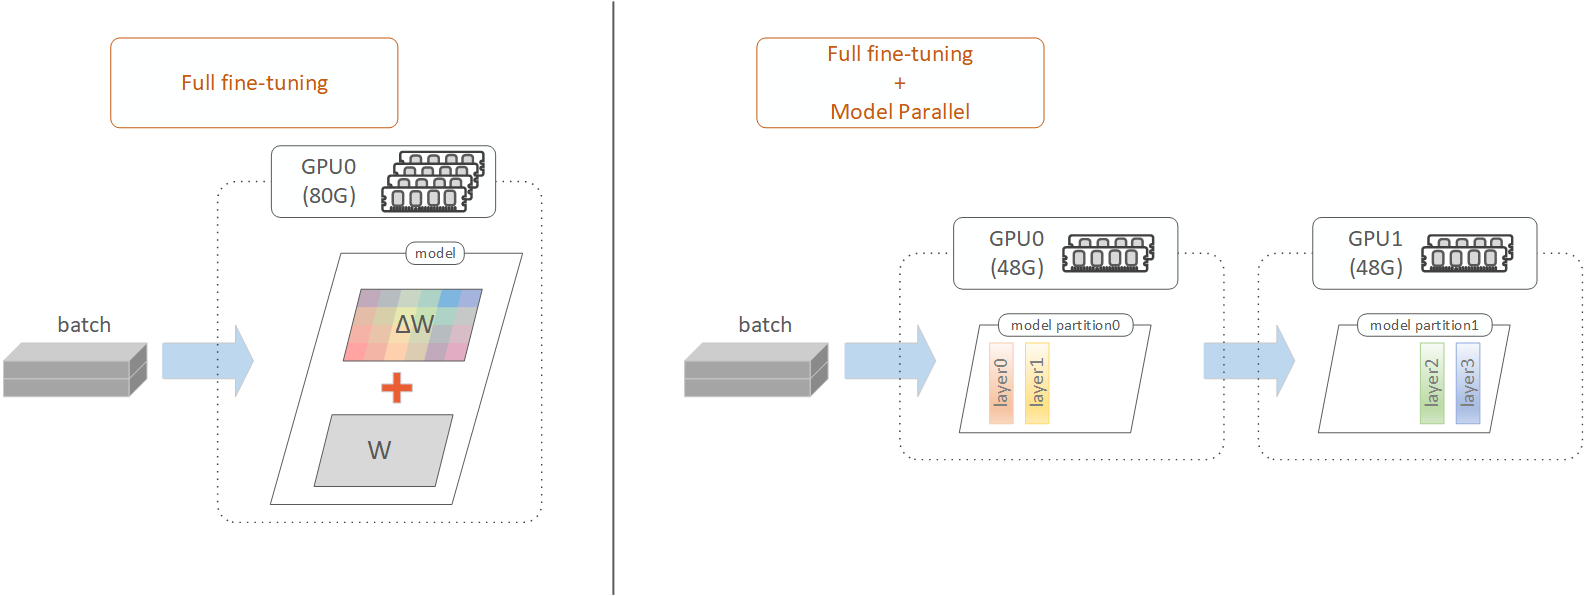 Full fine-tuning
GPU0
(80G)
model
ΔW
W
batch
Full fine-tuning
+
Model Parallel
batch
GPU0
(48G)
model partition0
layer0
layer1
GPU1
(48G)
model partition1
layer2
layer3